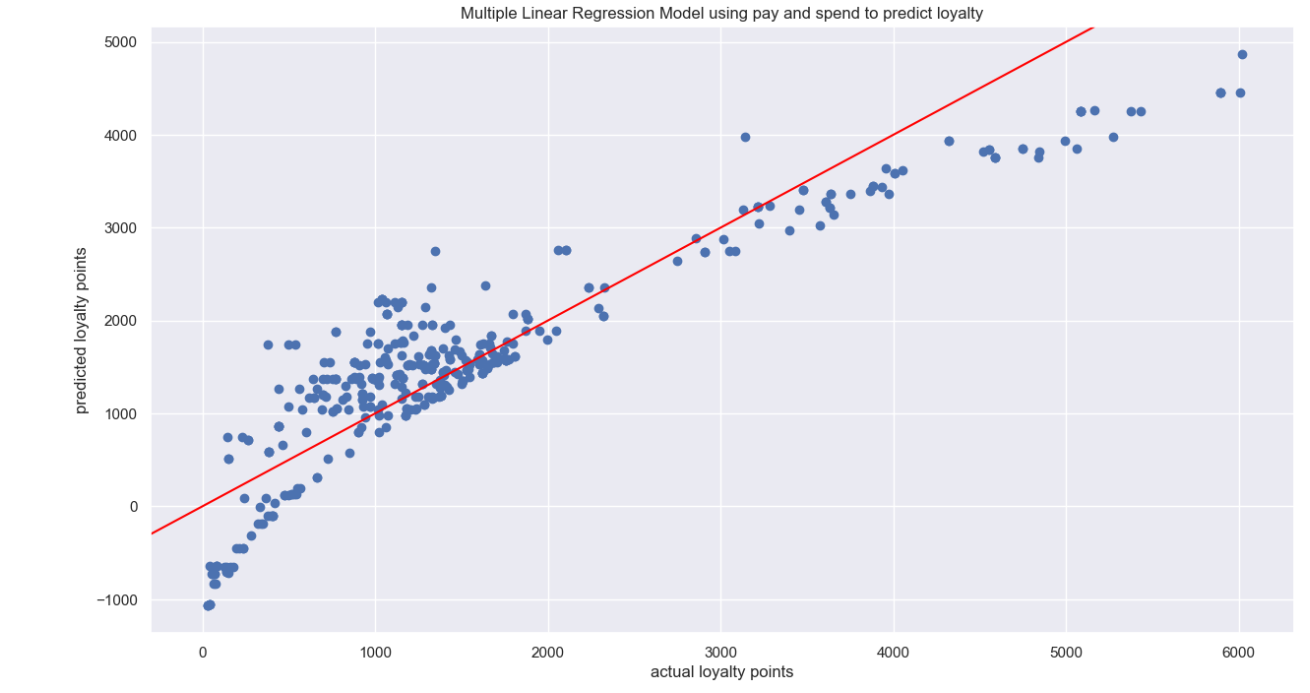 Multiple Linear Regression Model using pay and spend to predict loyalty
5000
4000
3000
2000
1000
0
−1000
predicted loyalty points
0 1000 2000 3000 4000 5000 6000
actual loyalty points